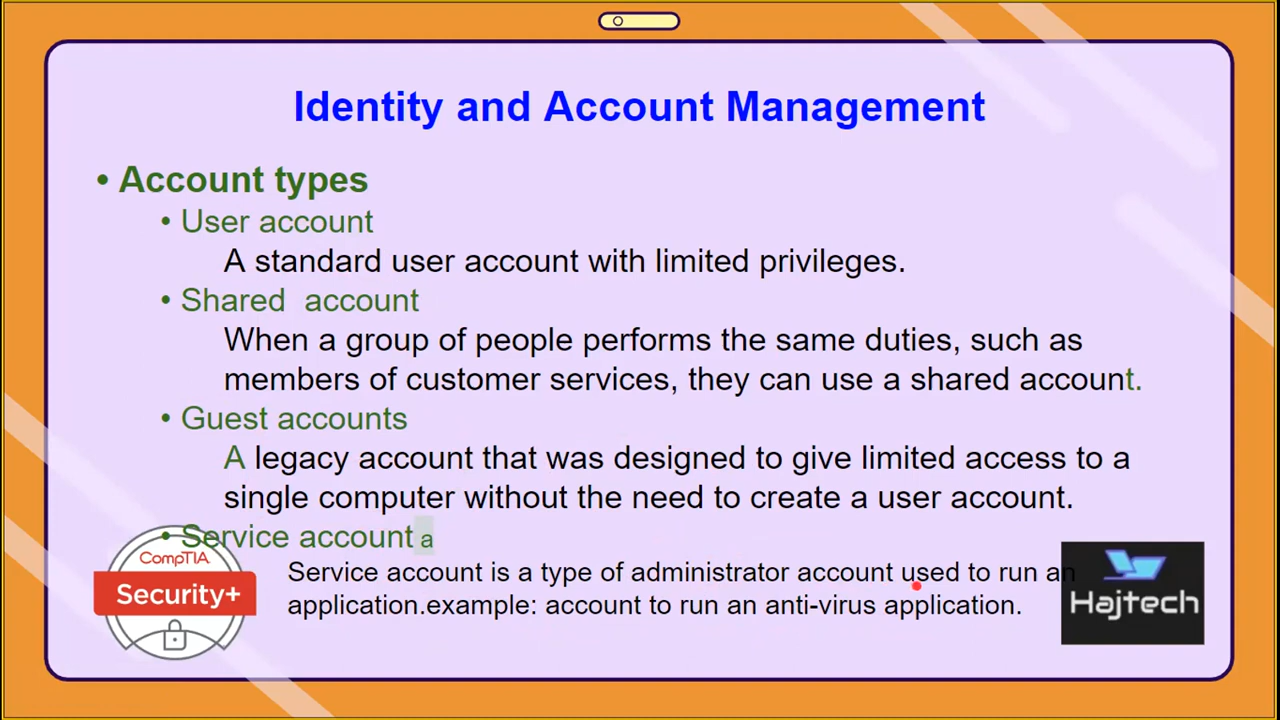 Identity and Account Management
• Account types
• User account
A standard user account with limited privileges.
• Shared  account
When a group of people performs the same duties, such as
members of customer services, they can use a shared account.
• Guest accounts
A legacy account that was designed to give limited access to a
single computer without the need to create a user account.
• Service account a
Service account is a type of administrator account used to run an
application.example: account to run an anti-virus application.
CompTIA
Security+
Hajtech